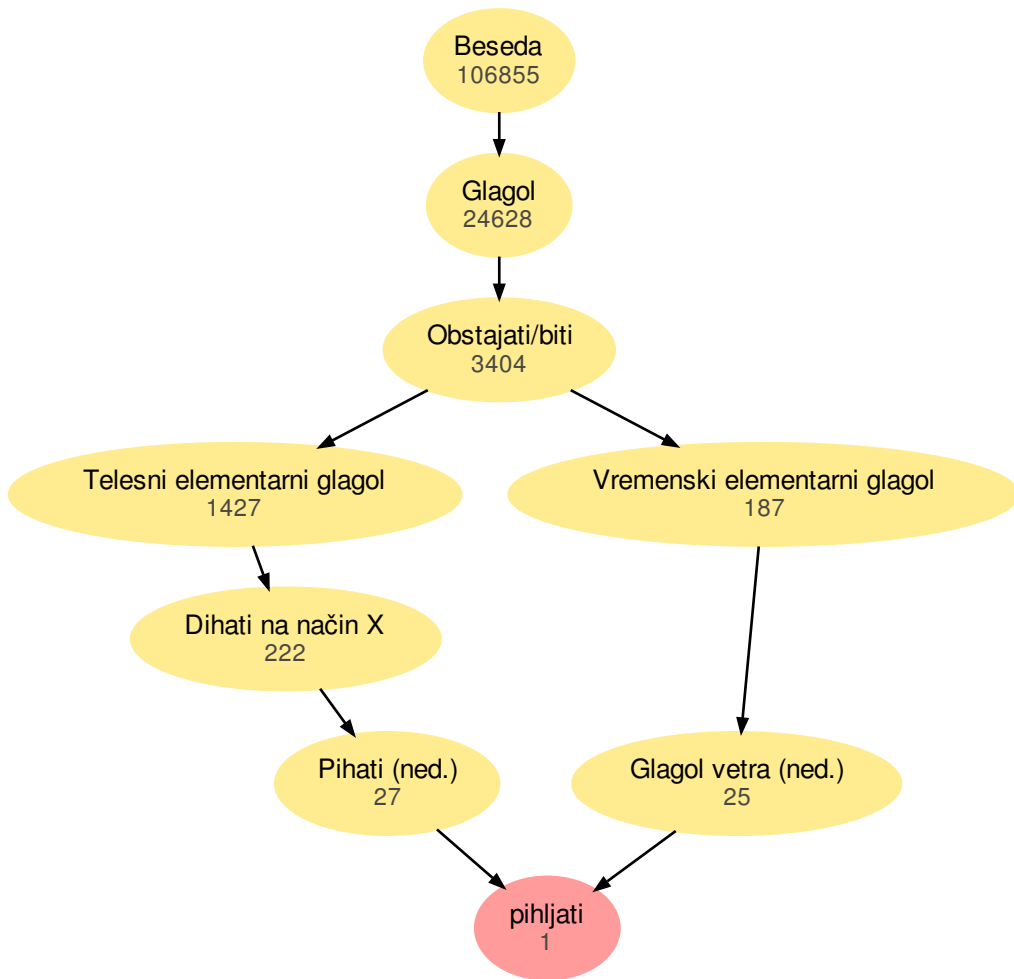 Beseda
106855
Glagol
24628
Obstajati/biti
3404
Telesni elementarni glagol
1427
Vremenski elementarni glagol
187
Dihati na način X
222
Pihati (ned.)
27
Glagol vetra (ned.)
25
pihljati
1